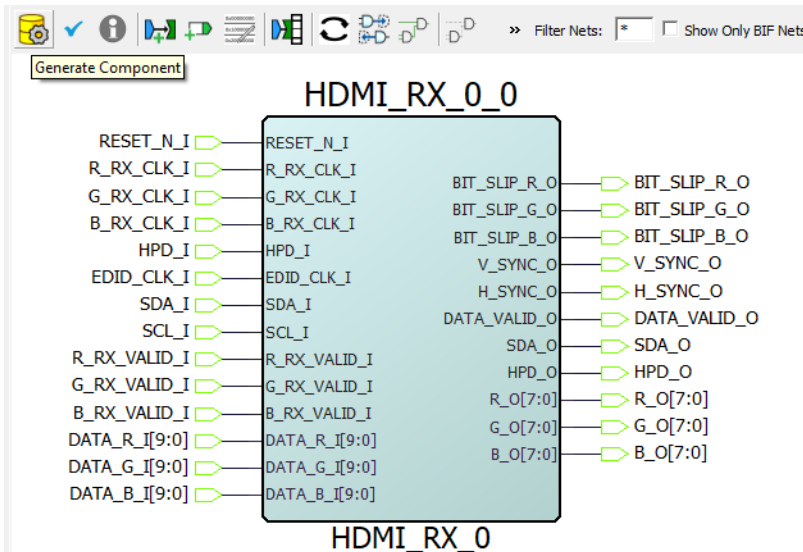 » Filter Nets: * Show Only BIF Nets
Generate Component
HDMI_RX_0_0
RESET_N_I RESET_N_I
R_RX_CLK_I R_RX_CLK_I
BIT_SLIP_R_O BIT_SLIP_R_O
G_RX_CLK_I G_RX_CLK_I
BIT_SLIP_G_O BIT_SLIP_G_O
B_RX_CLK_I B_RX_CLK_I
BIT_SLIP_B_O BIT_SLIP_B_O
HPD_I HPD_I
V_SYNC_O V_SYNC_O
EDID_CLK_I EDID_CLK_I
H_SYNC_O H_SYNC_O
SDA_I SDA_I
DATA_VALID_O DATA_VALID_O
SCL_I SCL_I
SDA_O SDA_O
R_RX_VALID_I R_RX_VALID_I
HPD_O HPD_O
G_RX_VALID_I G_RX_VALID_I
R_O[7:0] R_O[7:0]
B_RX_VALID_I B_RX_VALID_I
G_O[7:0] G_O[7:0]
DATA_R_I[9:0] DATA_R_I[9:0]
B_O[7:0] B_O[7:0]
DATA_G_I[9:0] DATA_G_I[9:0]
DATA_B_I[9:0] DATA_B_I[9:0]
HDMI_RX_0